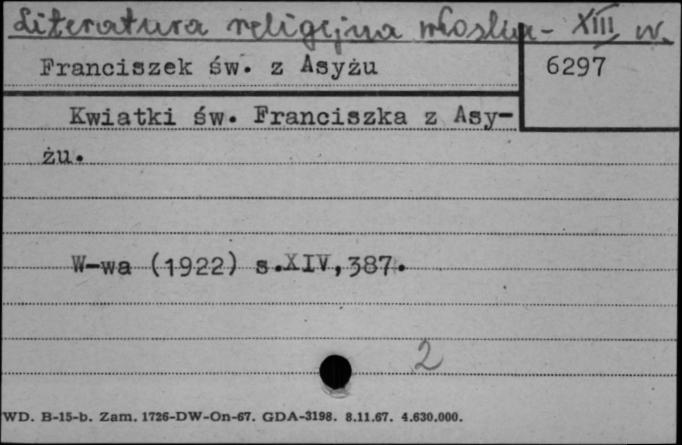 Literatura religijna włoska - XIII w.
Franciszek św. z Asyżu
6297
Kwiatki św. Franciszka z Asy-
żu.
W-wa (1922) s.XIV,387.
2
WD. B-15-b. Zam. 1726-DW-On-67. GDA-3198. 8.11.67. 4.630.000.